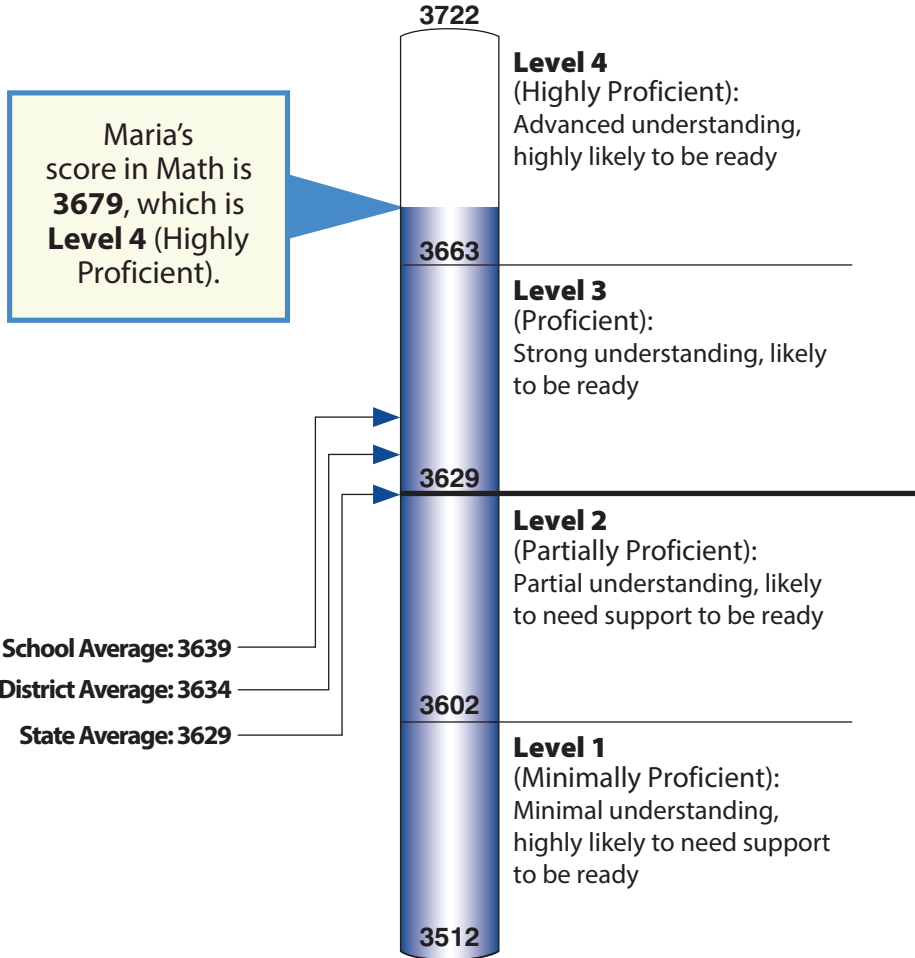 3722
Level 4
(Highly Proficient):
Advanced understanding,
highly likely to be ready
Maria's
score in Math is
3679, which is
Level 4 (Highly
Proficient).
3663
Level 3
(Proficient):
Strong understanding, likely
to be ready
3629
Level 2
(Partially Proficient):
Partial understanding, likely
to need support to be ready
School Average: 3639
District Average: 3634
State Average: 3629
3602
Level 1
(Minimally Proficient):
Minimal understanding,
highly likely to need support
to be ready
3512